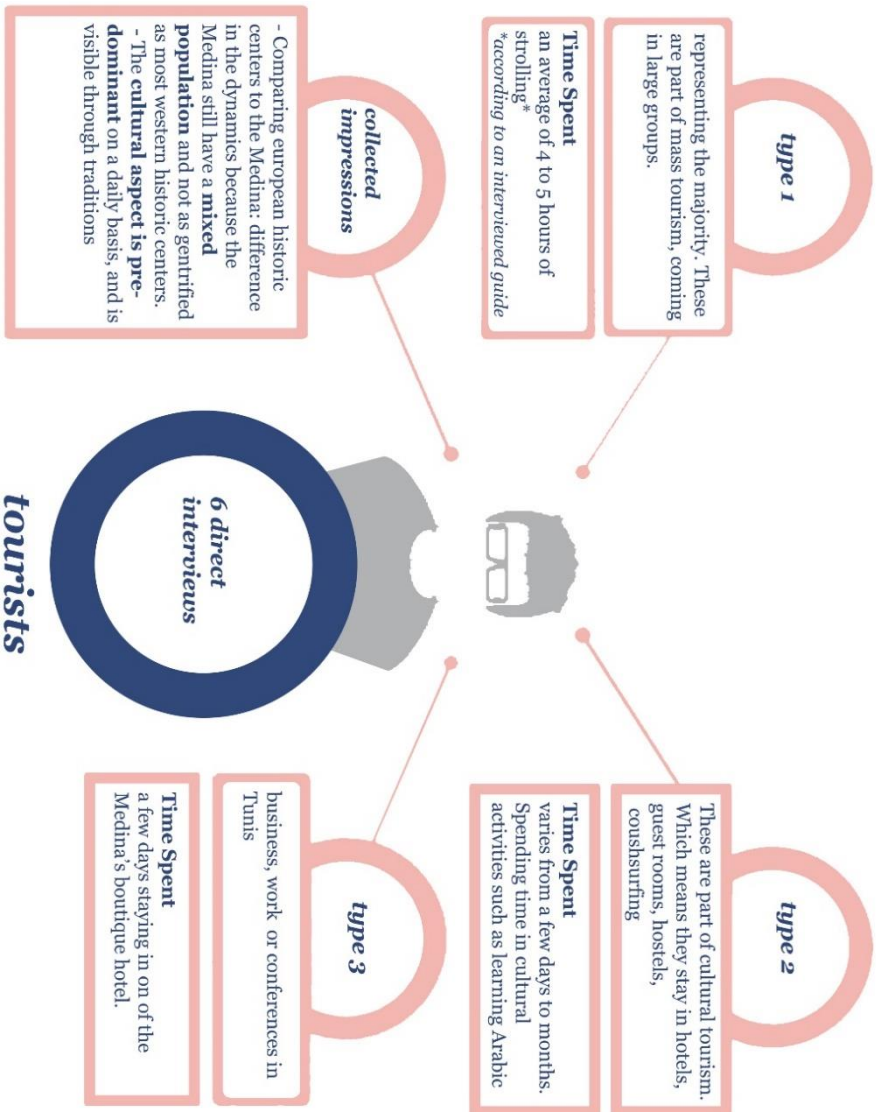 type 1
representing the majority. These
are part of mass tourism, coming
in large groups.
Time Spent
an average of 4 to 5 hours of
strolling*
*according to an interviewed guide
type 2
These are part of cultural tourism.
Which means they stay in hotels,
guest rooms, hostels,
coushsurfing
Time Spent
varies from a few days to months.
Spending time in cultural
activities such as learning Arabic
collected
impressions
- Comparing european historic
centers to the Medina: difference
in the dynamics because the
Medina still have a mixed
population and not as gentrified
as most western historic centers.
- The cultural aspect is pre-
dominant on a daily basis, and is
visible through traditions
type 3
business, work or conferences in
Tunis
Time Spent
a few days staying in on of the
Medina's boutique hotel.
6 direct
interviews
tourists